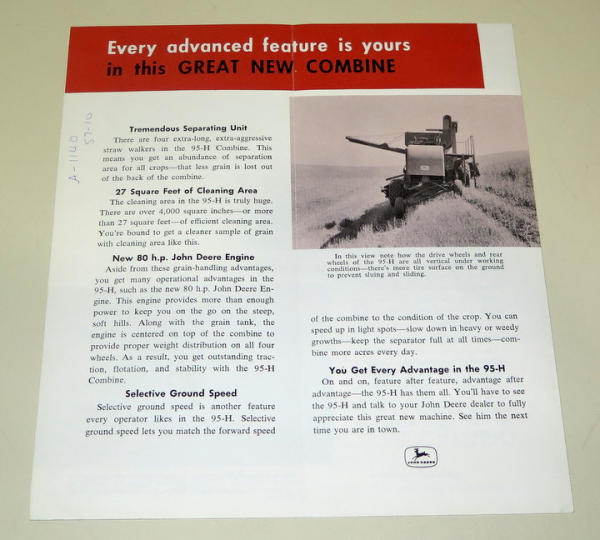 Every advanced feature is yours
in this GREAT NEW COMBINE
A-1140
57-10
Tremendous Separating Unit
There are four extra-long, extra-aggressive
straw walkers in the 95-H Combine. This
means you get an abundance of separation
area for all crops—that less grain is lost out
of the back of the combine.
27 Square Feet of Cleaning Area
The cleaning area in the 95-H is truly huge.
There are over 4,000 square inches—or more
than 27 square feet—of efficient cleaning area.
You're bound to get a cleaner sample of grain
with cleaning area like this.
New 80 h.p. John Deere Engine
Aside from these grain-handling advantages,
you get many operational advantages in the
95-H, such as the new 80 h.p. John Deere En-
gine. This engine provides more than enough
power to keep you on the go on the steep,
soft hills. Along with the grain tank, the
engine is centered on top of the combine to
provide proper weight distribution on all four
wheels. As a result, you get outstanding trac-
tion, flotation, and stability with the 95-H
Combine.
Selective Ground Speed
Selective ground speed is another feature
every operator likes in the 95-H. Selective
ground speed lets you match the forward speed
In this view note how the drive wheels and rear
wheels of the 95-H are all vertical under working
conditions—there's more tire surface on the ground
to prevent sluing and sliding.
of the combine to the condition of the crop. You can
speed up in light spots—slow down in heavy or weedy
growths—keep the separator full at all times—com-
bine more acres every day.
You Get Every Advantage in the 95-H
On and on, feature after feature, advantage after
advantage—the 95-H has them all. You'll have to see
the 95-H and talk to your John Deere dealer to fully
appreciate this great new machine. See him the next
time you are in town.
JOHN DEERE